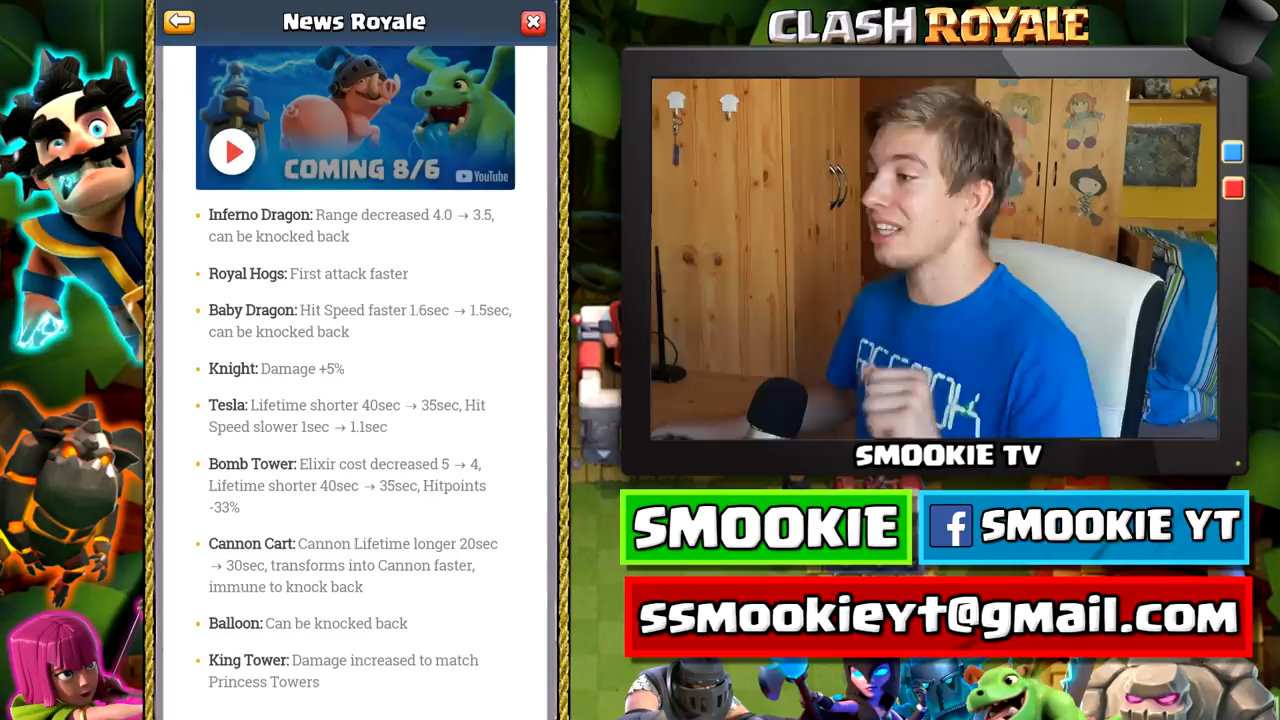 News Royale
COMING 8/6
YouTube
Inferno Dragon: Range decreased 4.0 → 3.5,
can be knocked back
Royal Hogs: First attack faster
Baby Dragon: Hit Speed faster 1.6sec → 1.5sec,
can be knocked back
Knight: Damage +5%
Tesla: Lifetime shorter 40sec → 35sec, Hit
Speed slower 1sec → 1.1sec
Bomb Tower: Elixir cost decreased 5 → 4,
Lifetime shorter 40sec → 35sec, Hitpoints
-33%
Cannon Cart: Cannon Lifetime longer 20sec
→ 30sec, transforms into Cannon faster,
immune to knock back
Balloon: Can be knocked back
King Tower: Damage increased to match
Princess Towers
CLASH ROYALE
SMOOKIE TV
SMOOKIE
f SMOOKIE YT
ssmookieyt@gmail.com